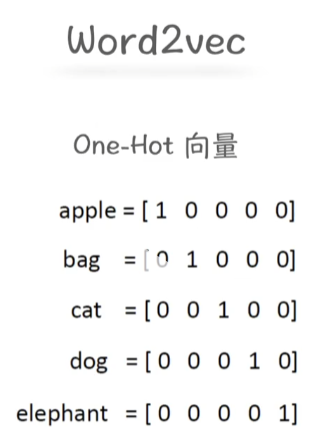 Word2vec
One-Hot 向量
apple = [ 1 0 0 0 0]
bag = [ 0 1 0 0 0]
cat = [ 0 0 1 0 0]
dog = [ 0 0 0 1 0]
elephant = [ 0 0 0 0 1]